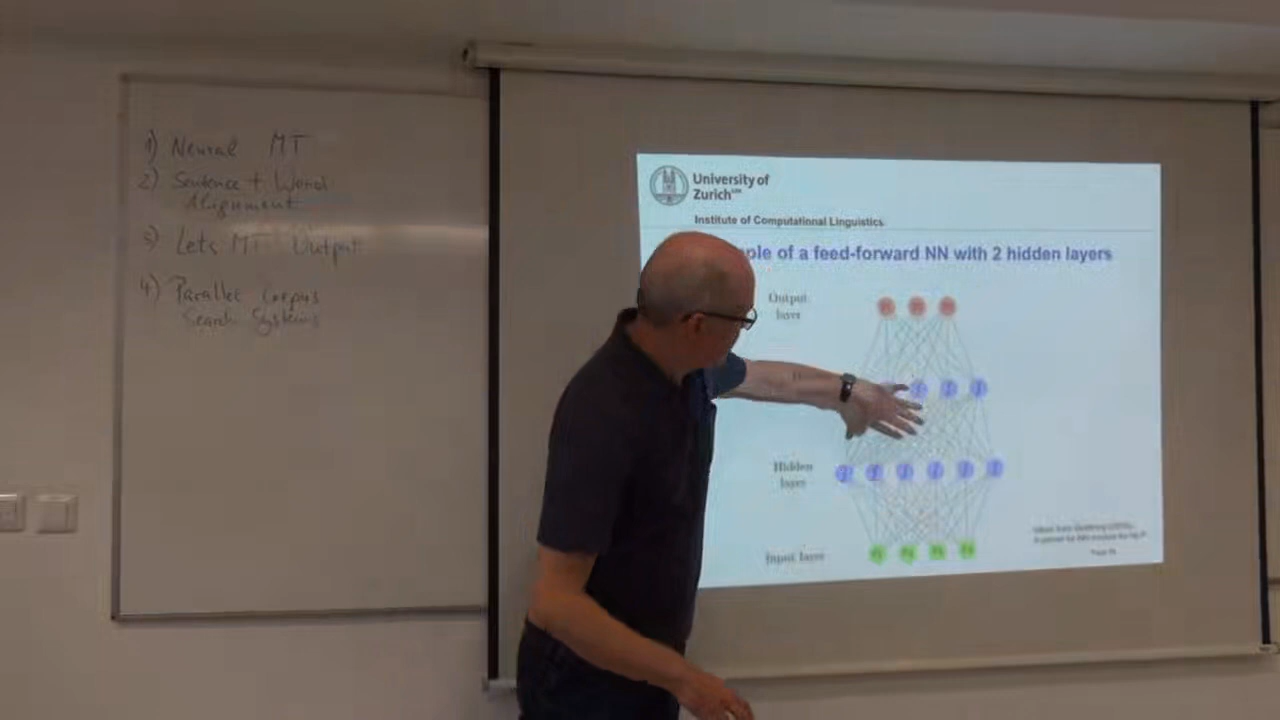 1) Neural MT
2) Sentence + Word
Alignment
3) Lets MT Output
4) Parallel Corpus
Search Systems
University of
Zurich UZH
Institute of Computational Linguistics
ple of a feed-forward NN with 2 hidden layers
Output
layer
Hidden
layer
Input layer